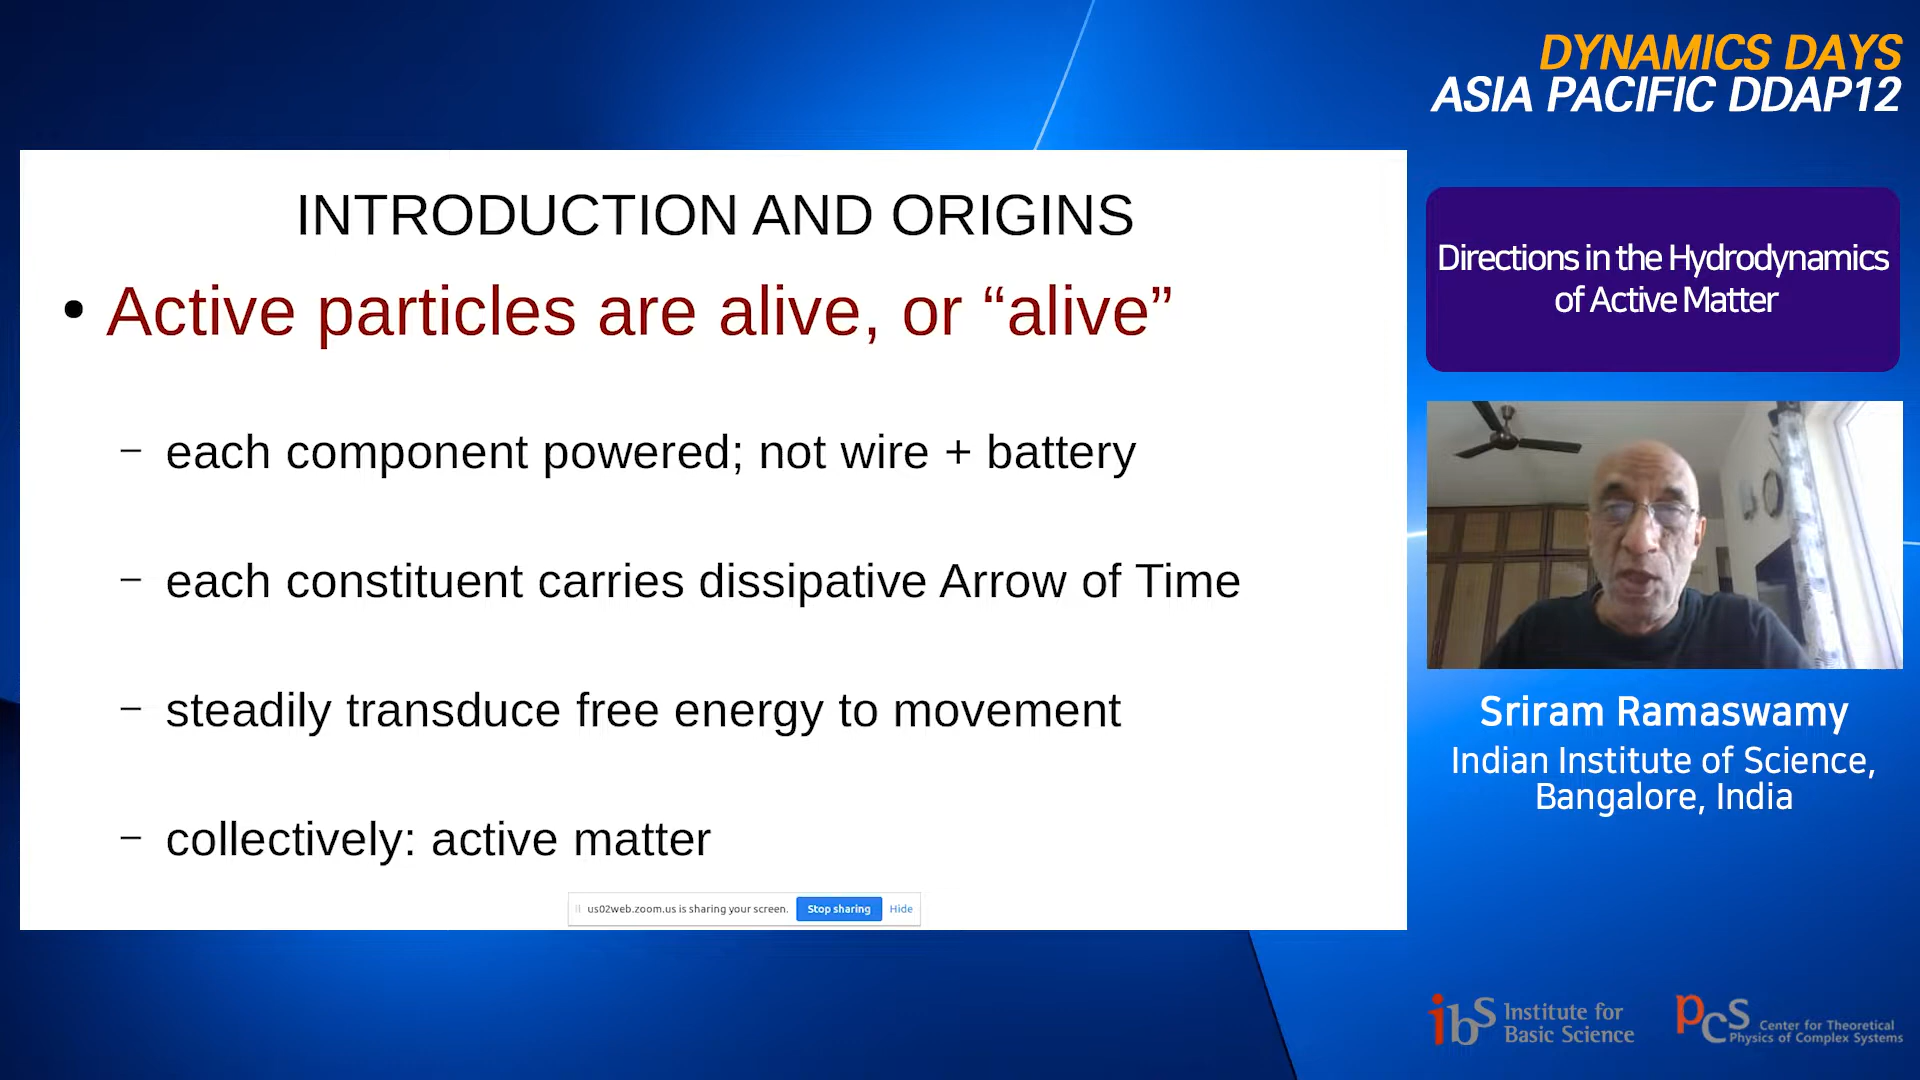 DYNAMICS DAYS
ASIA PACIFIC DDAP12
INTRODUCTION AND ORIGINS
• Active particles are alive, or “alive”
– each component powered; not wire + battery
– each constituent carries dissipative Arrow of Time
– steadily transduce free energy to movement
– collectively: active matter
us02web.zoom.us is sharing your screen. Stop sharing Hide
Directions in the Hydrodynamics
of Active Matter
Sriram Ramaswamy
Indian Institute of Science,
Bangalore, India
ibs Institute for
Basic Science
PCS Center for Theoretical
Physics of Complex Systems